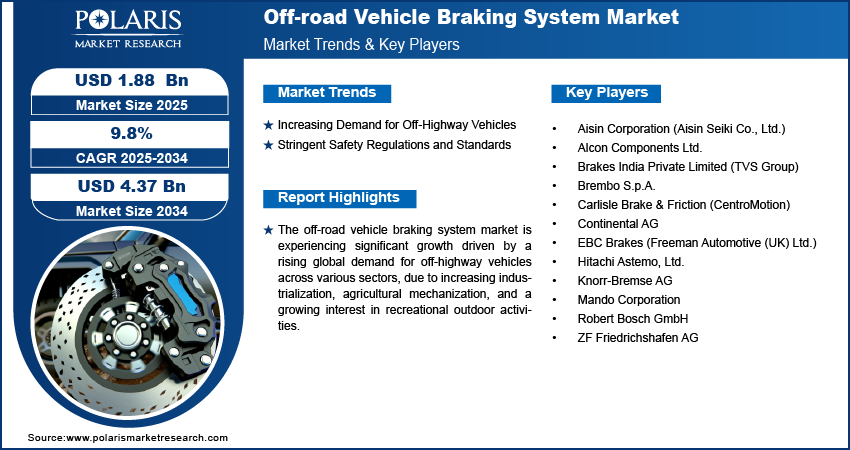 POLARIS
MARKET RESEARCH
Off-road Vehicle Braking System Market
Market Trends & Key Players
USD 1.88 Bn
Market Size 2025
9.8%
CAGR 2025-2034
USD 4.37 Bn
Market Size 2034
Market Trends
★ Increasing Demand for Off-Highway Vehicles
★ Stringent Safety Regulations and Standards
Report Highlights
★ The off-road vehicle braking system market is
experiencing significant growth driven by a
rising global demand for off-highway vehicles
across various sectors, due to increasing indus-
trialization, agricultural mechanization, and a
growing interest in recreational outdoor activi-
ties.
Key Players
• Aisin Corporation (Aisin Seiki Co., Ltd.)
• Alcon Components Ltd.
• Brakes India Private Limited (TVS Group)
• Brembo S.p.A.
• Carlisle Brake & Friction (CentroMotion)
• Continental AG
• EBC Brakes (Freeman Automotive (UK) Ltd.)
• Hitachi Astemo, Ltd.
• Knorr-Bremse AG
• Mando Corporation
• Robert Bosch GmbH
• ZF Friedrichshafen AG
Source:www.polarismarketresearch.com